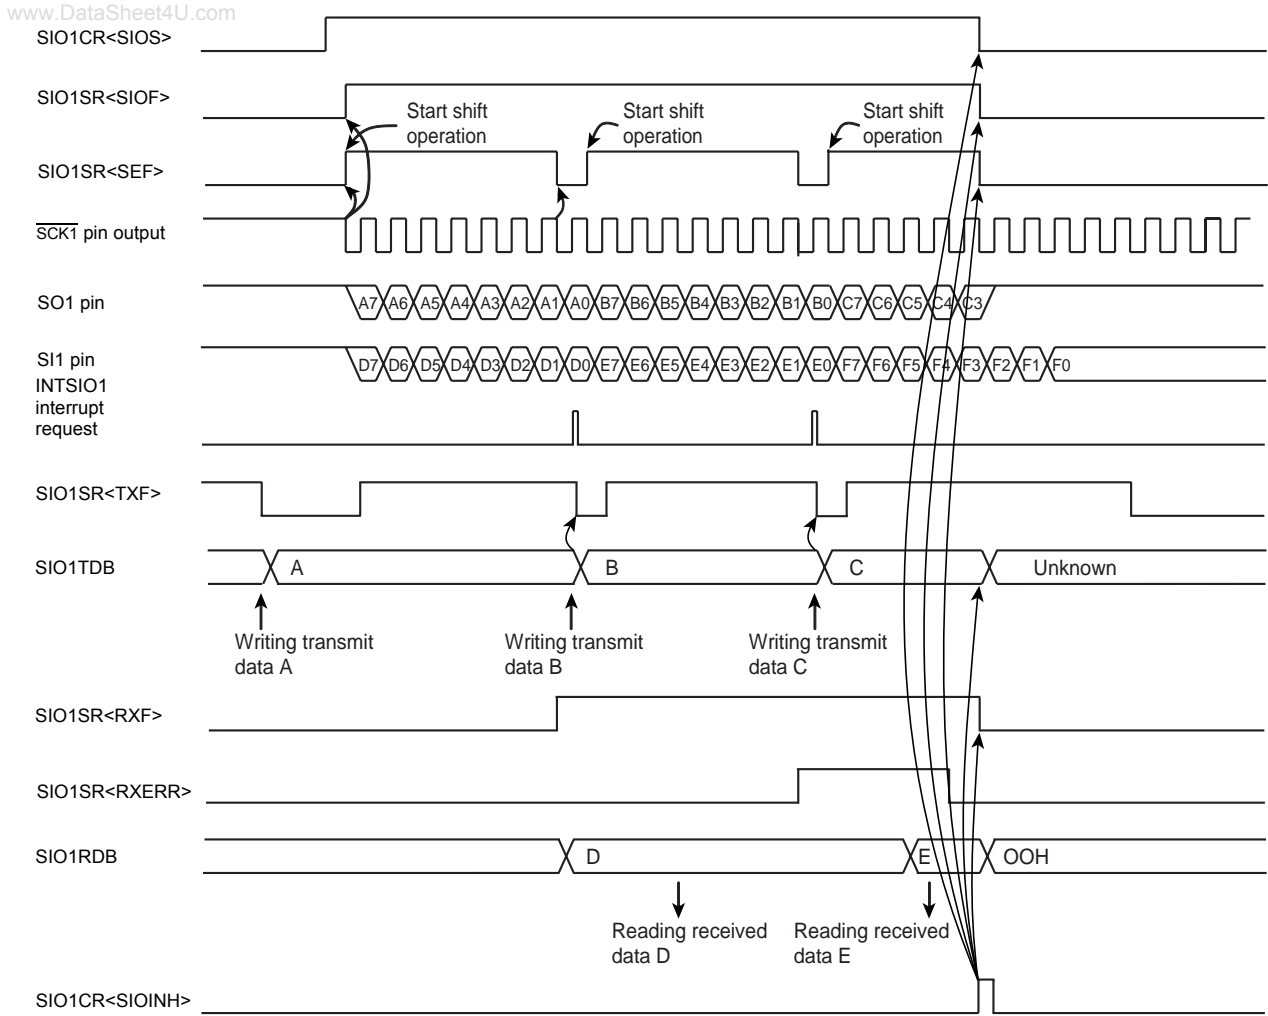 www.DataSheet4U.com
SIO1CR<SIOS>
SIO1SR<SIOF>
Start shift
operation
Start shift
operation
Start shift
operation
SIO1SR<SEF>
SCK1 pin output
SO1 pin
A7 A6 A5 A4 A3 A2 A1 A0 B7 B6 B5 B4 B3 B2 B1 B0 C7 C6 C5 C4 C3
SI1 pin
D7 D6 D5 D4 D3 D2 D1 D0 E7 E6 E5 E4 E3 E2 E1 E0 F7 F6 F5 F4 F3 F2 F1 F0
INTSIO1
interrupt
request
SIO1SR<TXF>
SIO1TDB
A
B
C
Unknown
Writing transmit
data A
Writing transmit
data B
Writing transmit
data C
SIO1SR<RXF>
SIO1SR<RXERR>
SIO1RDB
D
E
OOH
Reading received
data D
Reading received
data E
SIO1CR<SIOINH>